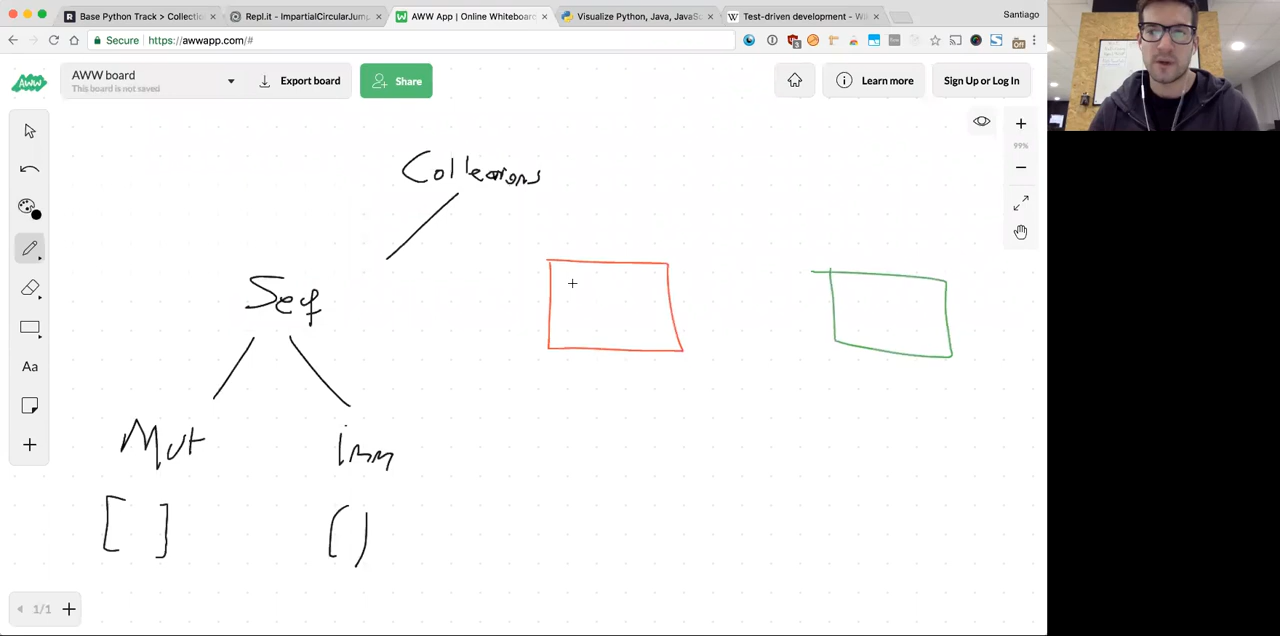 Base Python Track > Collectio
Repl.it - ImpartialCircularJump
AWW App | Online Whiteboard
Visualize Python, Java, JavaSc
Test-driven development - Wi
Santiago
Secure https://awwapp.com/#
AWW board
This board is not saved
Export board
Share
Learn more
Sign Up or Log In
99%
Collections
Seq
Mut
Imm
[ ]
( )
Aa
1/1